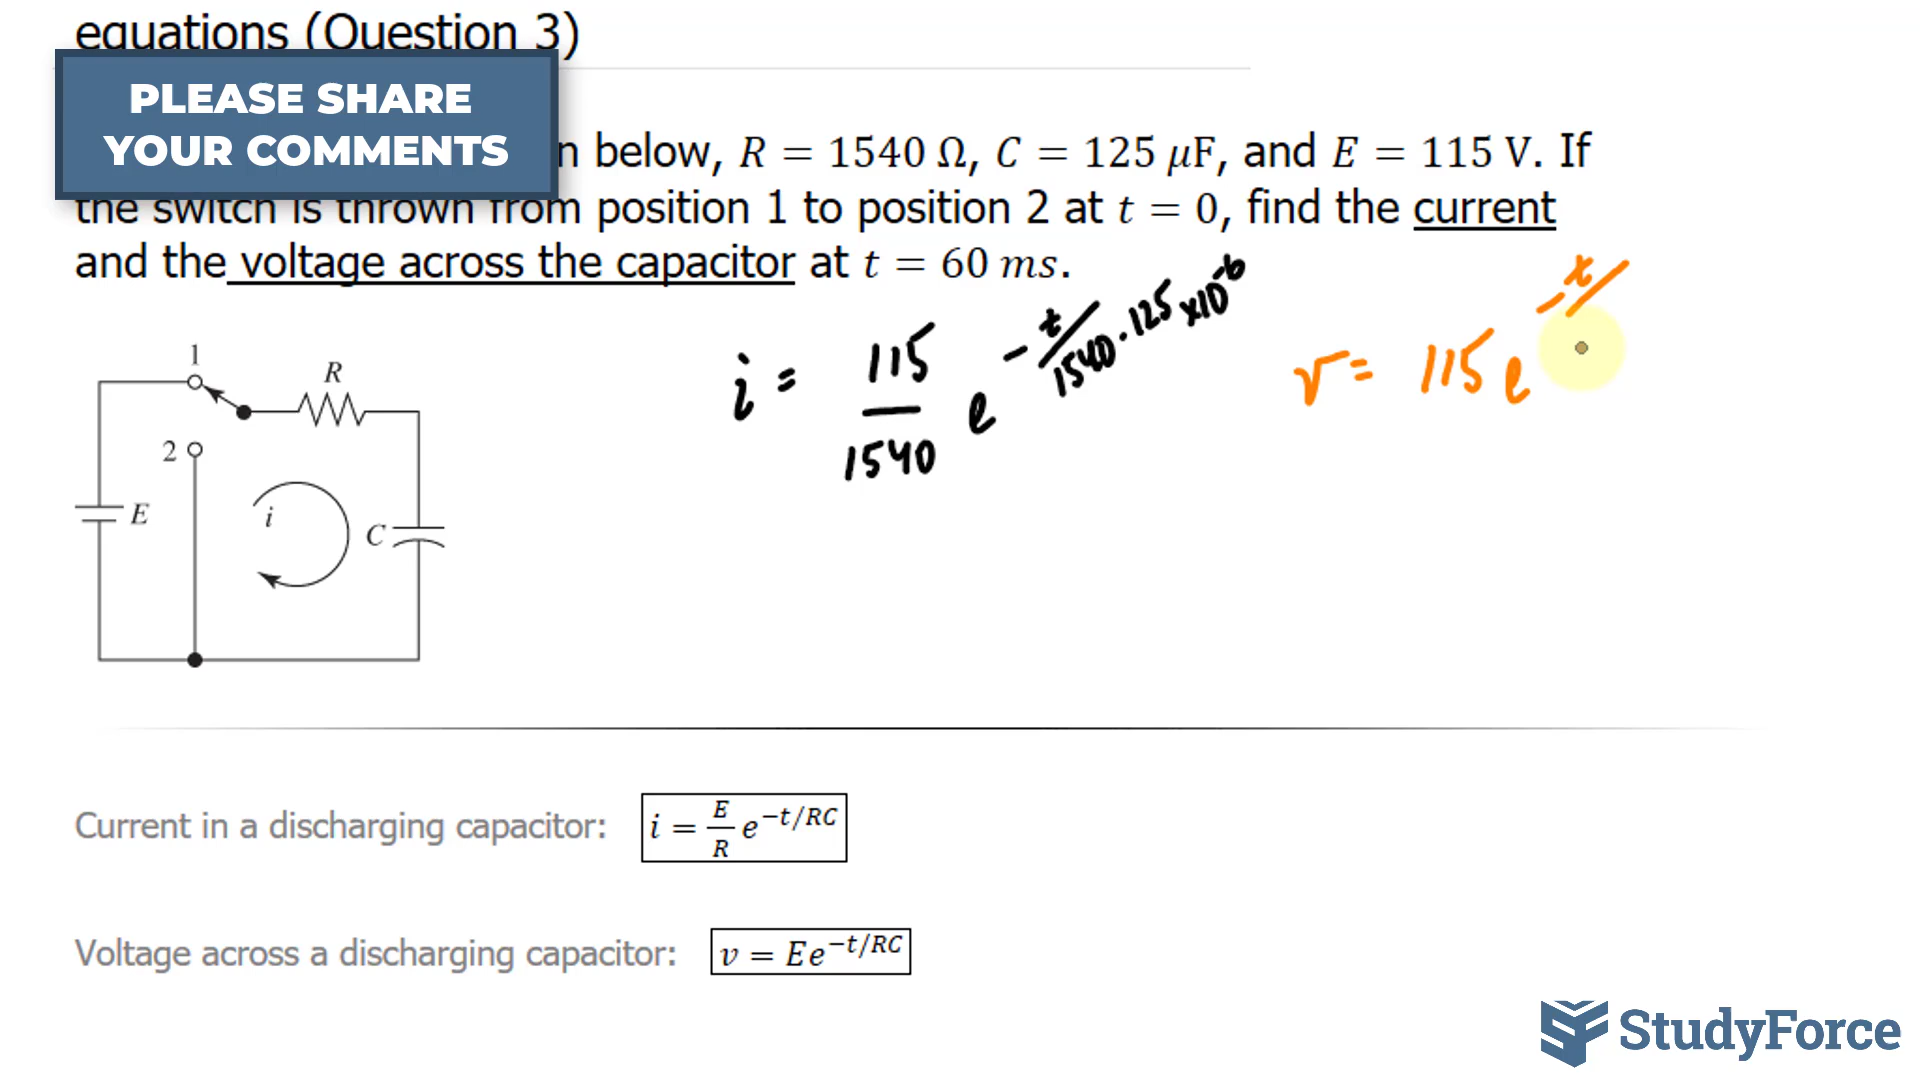 equations (Question 3)
PLEASE SHARE
YOUR COMMENTS
n below, R = 1540 Ω, C = 125 μF, and E = 115 V. If
the switch is thrown from position 1 to position 2 at t = 0, find the current
and the voltage across the capacitor at t = 60 ms.
i = 115/1540 e^-t/1540·125×10^-6
v = 115e^-t/
1
R
2
E
i
C
Current in a discharging capacitor: i = E/R e^-t/RC
Voltage across a discharging capacitor: v = Ee^-t/RC
StudyForce